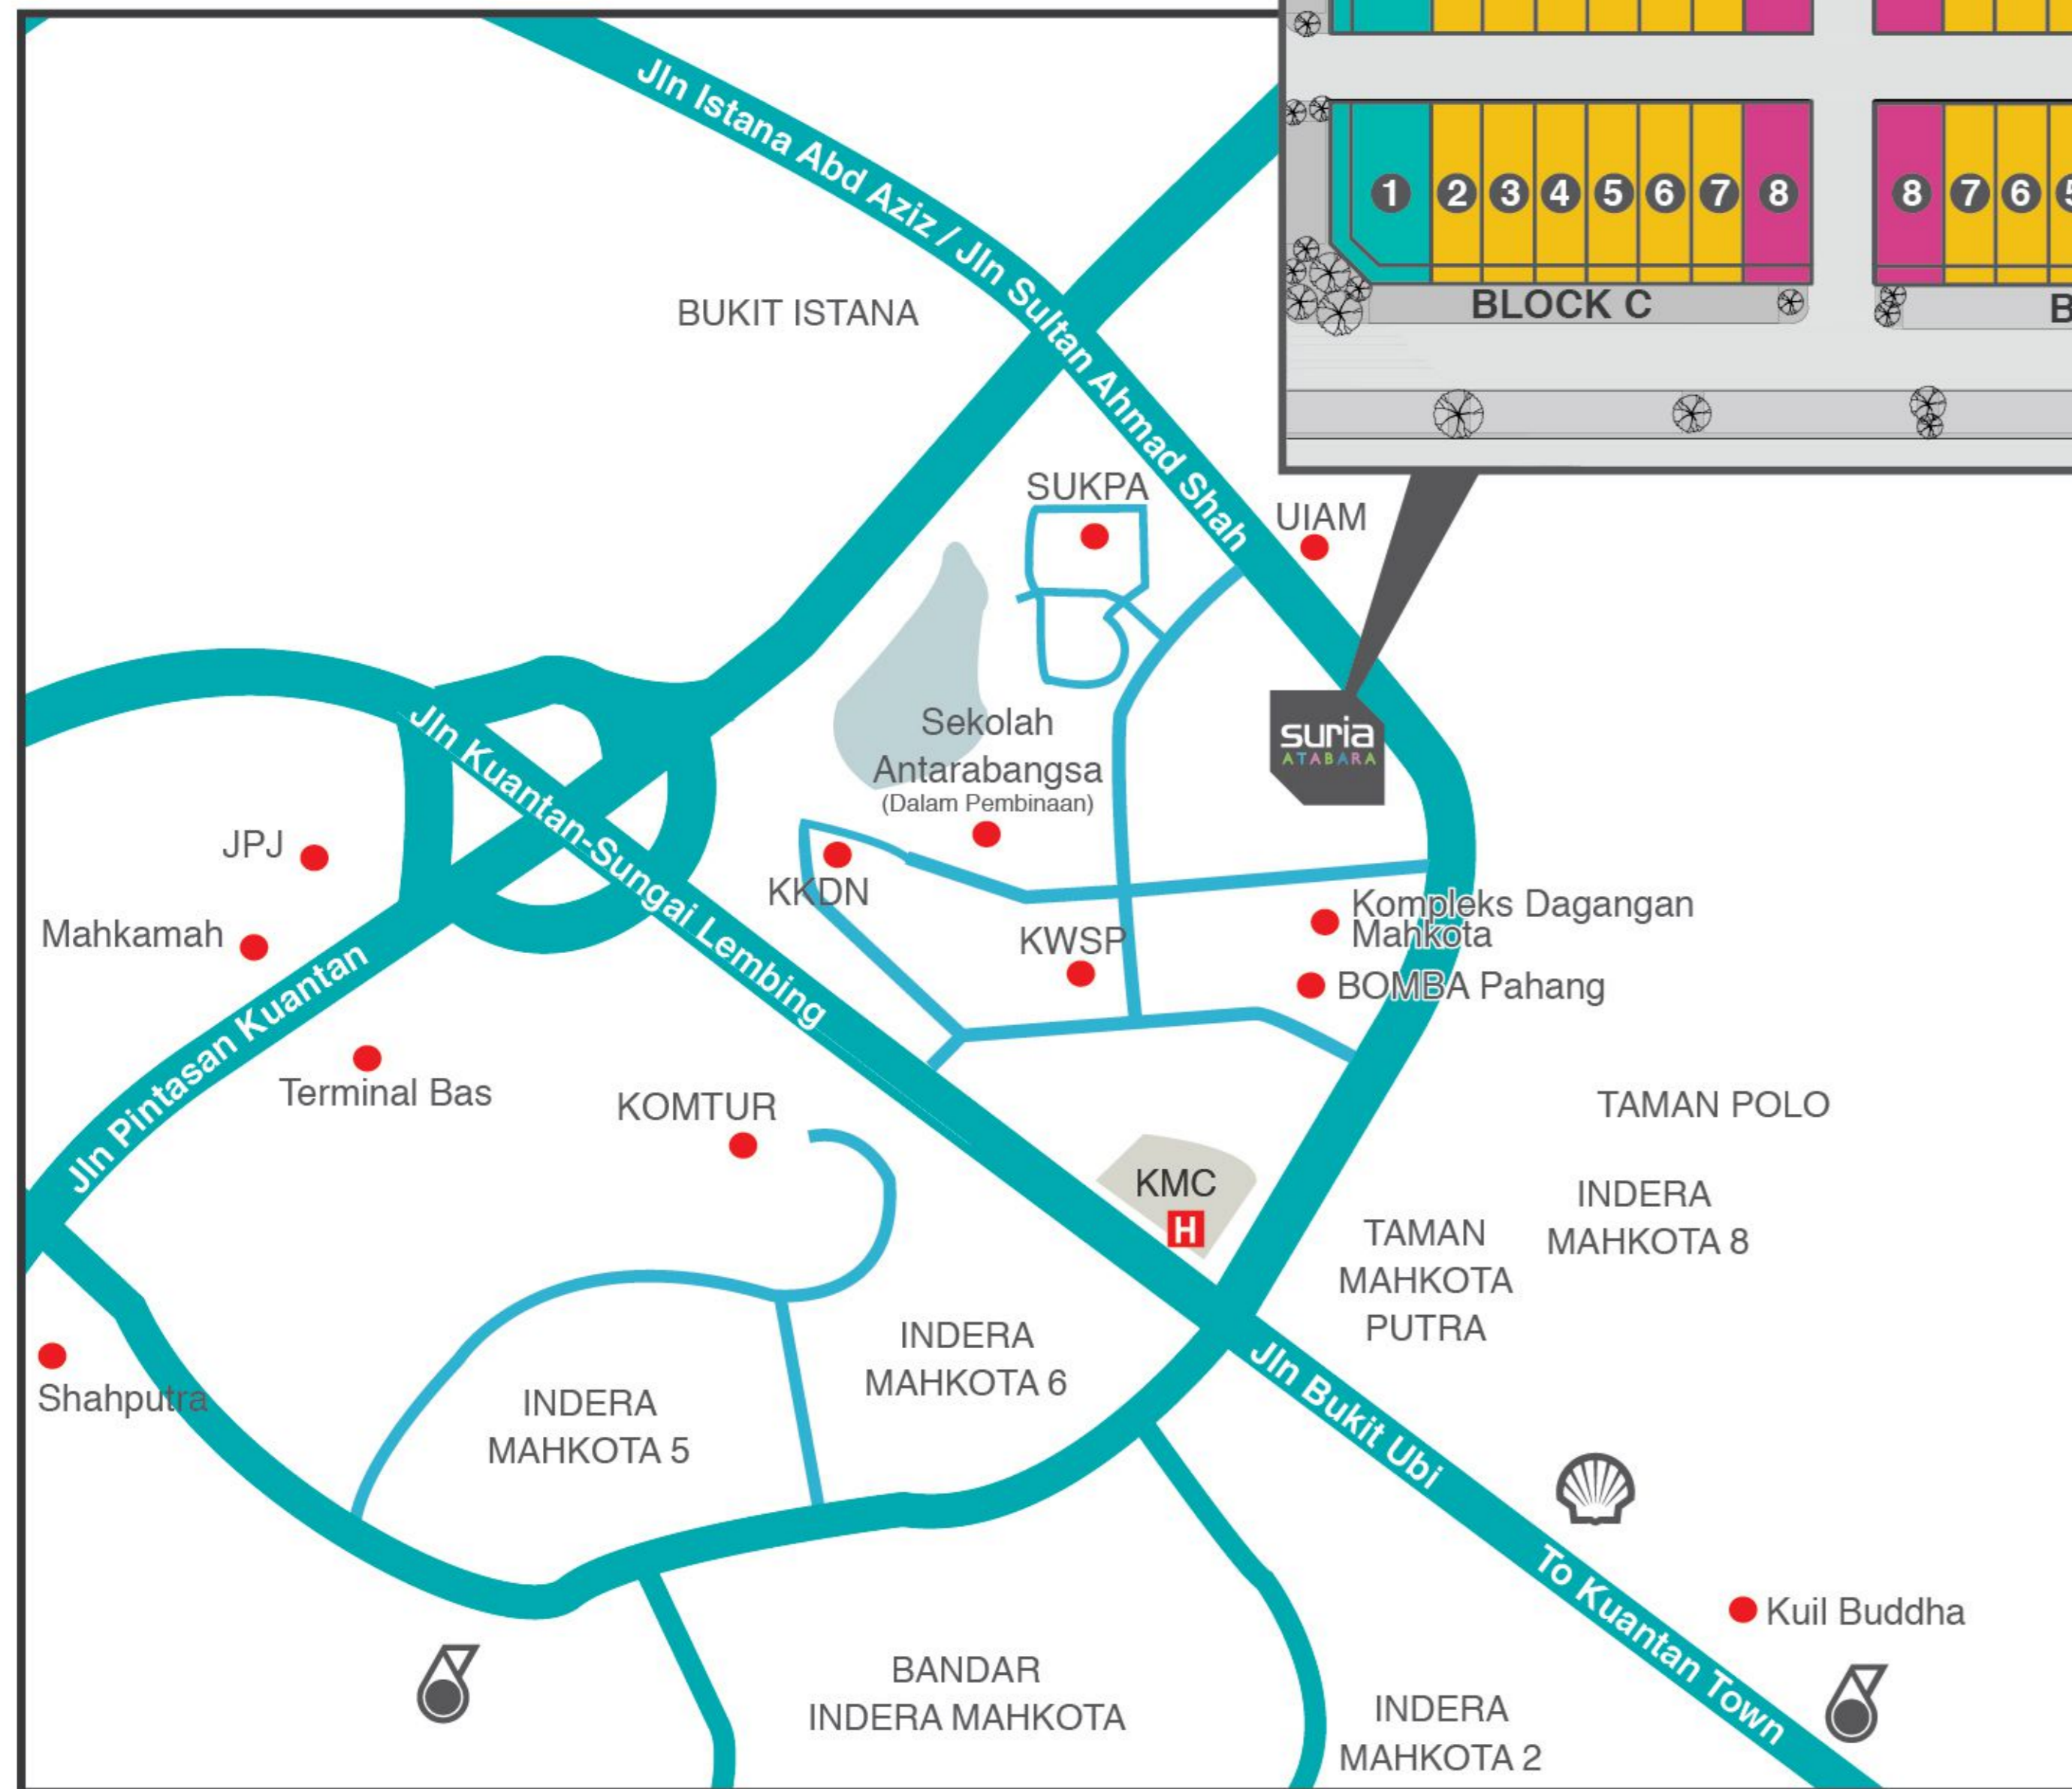 Jln Istana Abd Aziz / Jln Sultan Ahmad Shah
1 2 3 4 5 6 7 8
8 7 6 5
BLOCK C
B
BUKIT ISTANA
SUKPA
UIAM
suria
ATABARA
Sekolah
Antarabangsa
(Dalam Pembinaan)
Jln Kuantan-Sungai Lembing
JPJ
KKDN
Mahkamah
KWSP
Kompleks Dagangan
Mahkota
BOMBA Pahang
Jln Pintasan Kuantan
Terminal Bas
KOMTUR
TAMAN POLO
KMC
H
INDERA
MAHKOTA 8
TAMAN
MAHKOTA
PUTRA
INDERA
MAHKOTA 6
Shahputra
INDERA
MAHKOTA 5
Jln Bukit Ubi
To Kuantan Town
Kuil Buddha
BANDAR
INDERA MAHKOTA
INDERA
MAHKOTA 2